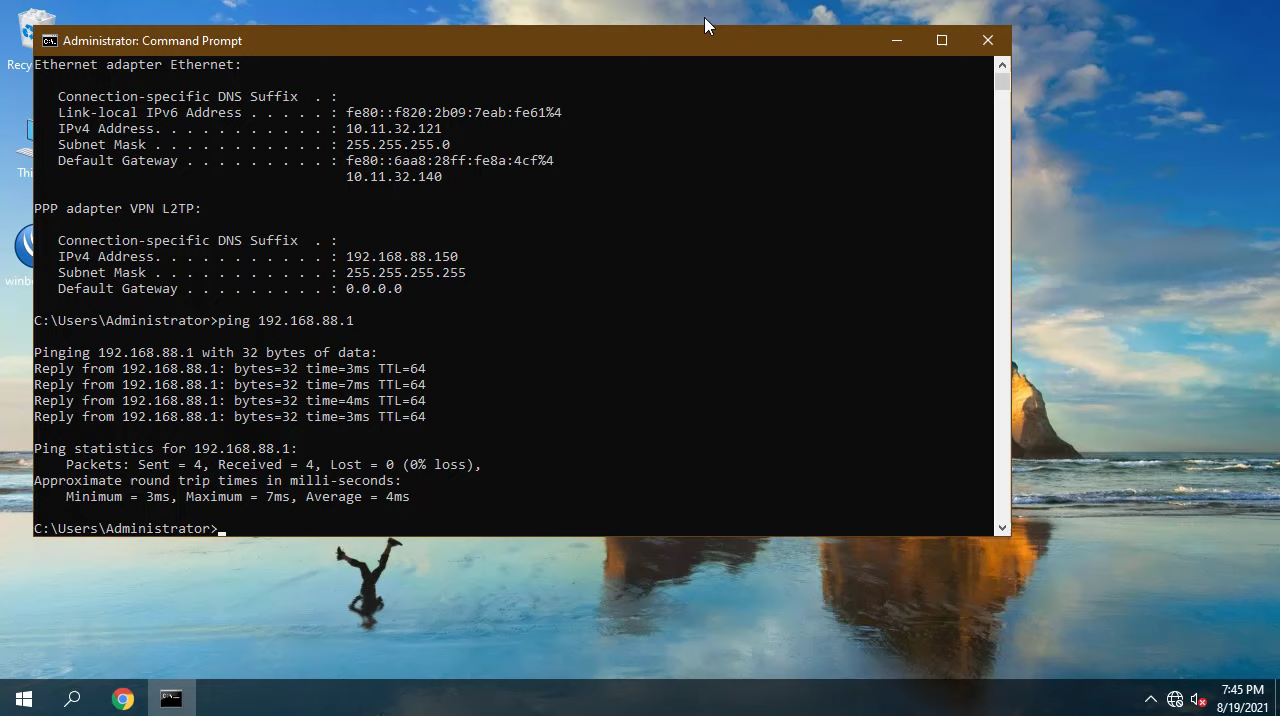 Administrator: Command Prompt
Recy
Ethernet adapter Ethernet:
Connection-specific DNS Suffix . :
Link-local IPv6 Address . . . . . : fe80::f820:2b09:7eab:fe61%4
IPv4 Address. . . . . . . . . . . : 10.11.32.121
Subnet Mask . . . . . . . . . . . : 255.255.255.0
Default Gateway . . . . . . . . . : fe80::6aa8:28ff:fe8a:4cf%4
10.11.32.140
Thi
PPP adapter VPN L2TP:
Connection-specific DNS Suffix . :
IPv4 Address. . . . . . . . . . . : 192.168.88.150
Subnet Mask . . . . . . . . . . . : 255.255.255.255
winb
Default Gateway . . . . . . . . . : 0.0.0.0
C:\Users\Administrator>ping 192.168.88.1
Pinging 192.168.88.1 with 32 bytes of data:
Reply from 192.168.88.1: bytes=32 time=3ms TTL=64
Reply from 192.168.88.1: bytes=32 time=7ms TTL=64
Reply from 192.168.88.1: bytes=32 time=4ms TTL=64
Reply from 192.168.88.1: bytes=32 time=3ms TTL=64
Ping statistics for 192.168.88.1:
Packets: Sent = 4, Received = 4, Lost = 0 (0% loss),
Approximate round trip times in milli-seconds:
Minimum = 3ms, Maximum = 7ms, Average = 4ms
C:\Users\Administrator>
7:45 PM
8/19/2021